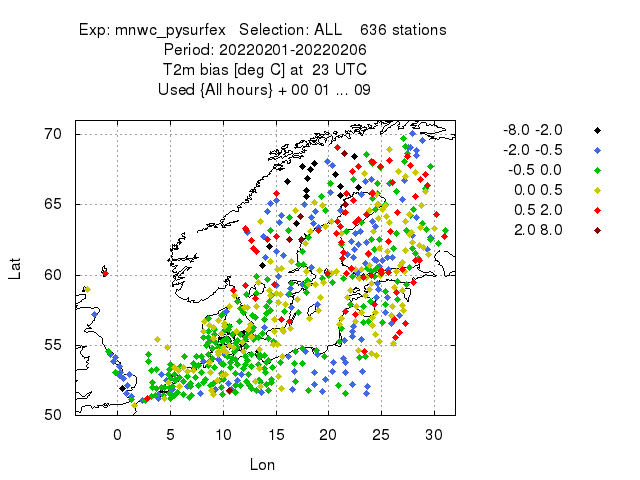 Exp: mnwc_pysurfex   Selection: ALL    636 stations
Period: 20220201-20220206
T2m bias [deg C] at  23 UTC
Used {All hours} + 00 01 ... 09
-8.0 -2.0
-2.0 -0.5
-0.5 0.0
0.0 0.5
0.5 2.0
2.0 8.0
70
65
60
55
50
Lat
0 5 10 15 20 25 30
Lon